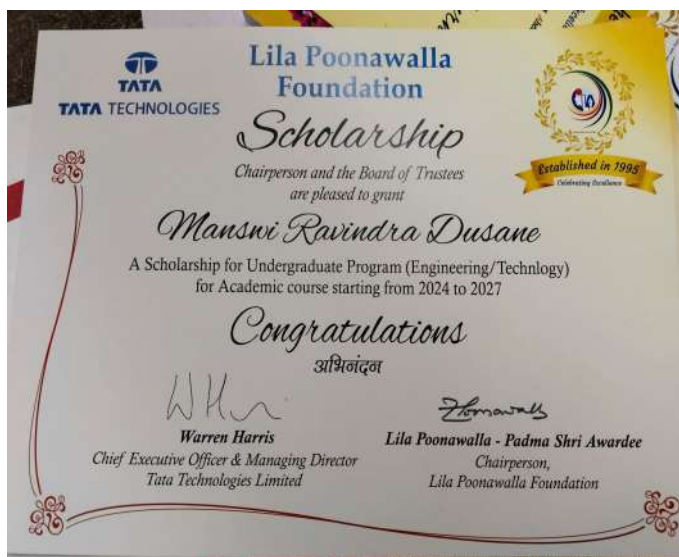 TATA
TATA TECHNOLOGIES
Lila Poonawalla
Foundation
Established in 1995
Celebrating Excellence
Scholarship
Chairperson and the Board of Trustees
are pleased to grant
Manswi Ravindra Dusane
A Scholarship for Undergraduate Program (Engineering/Technlogy)
for Academic course starting from 2024 to 2027
Congratulations
अभिनंदन
Warren Harris
Chief Executive Officer & Managing Director
Tata Technologies Limited
Lila Poonawalla - Padma Shri Awardee
Chairperson,
Lila Poonawalla Foundation